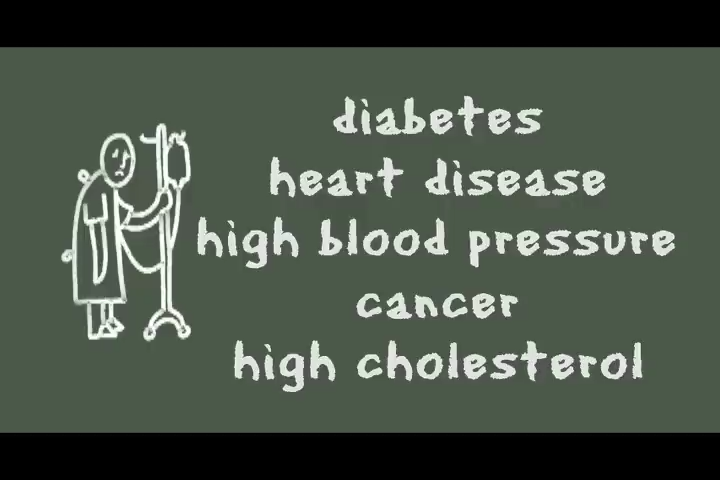 diabetes
heart disease
high blood pressure
cancer
high cholesterol